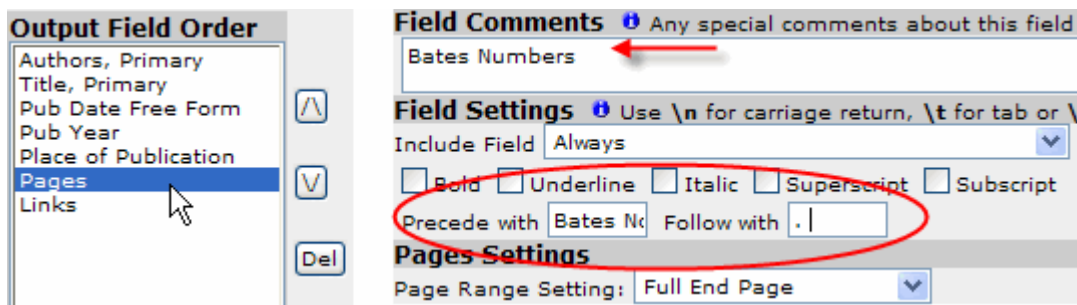 Output Field Order
Authors, Primary
Title, Primary
Pub Date Free Form
Pub Year
Place of Publication
Pages
Links
/\
\/
Del
Field Comments Any special comments about this field
Bates Numbers
Field Settings Use \n for carriage return, \t for tab or \
Include Field Always
Bold Underline Italic Superscript Subscript
Precede with Bates No Follow with .
Pages Settings
Page Range Setting: Full End Page